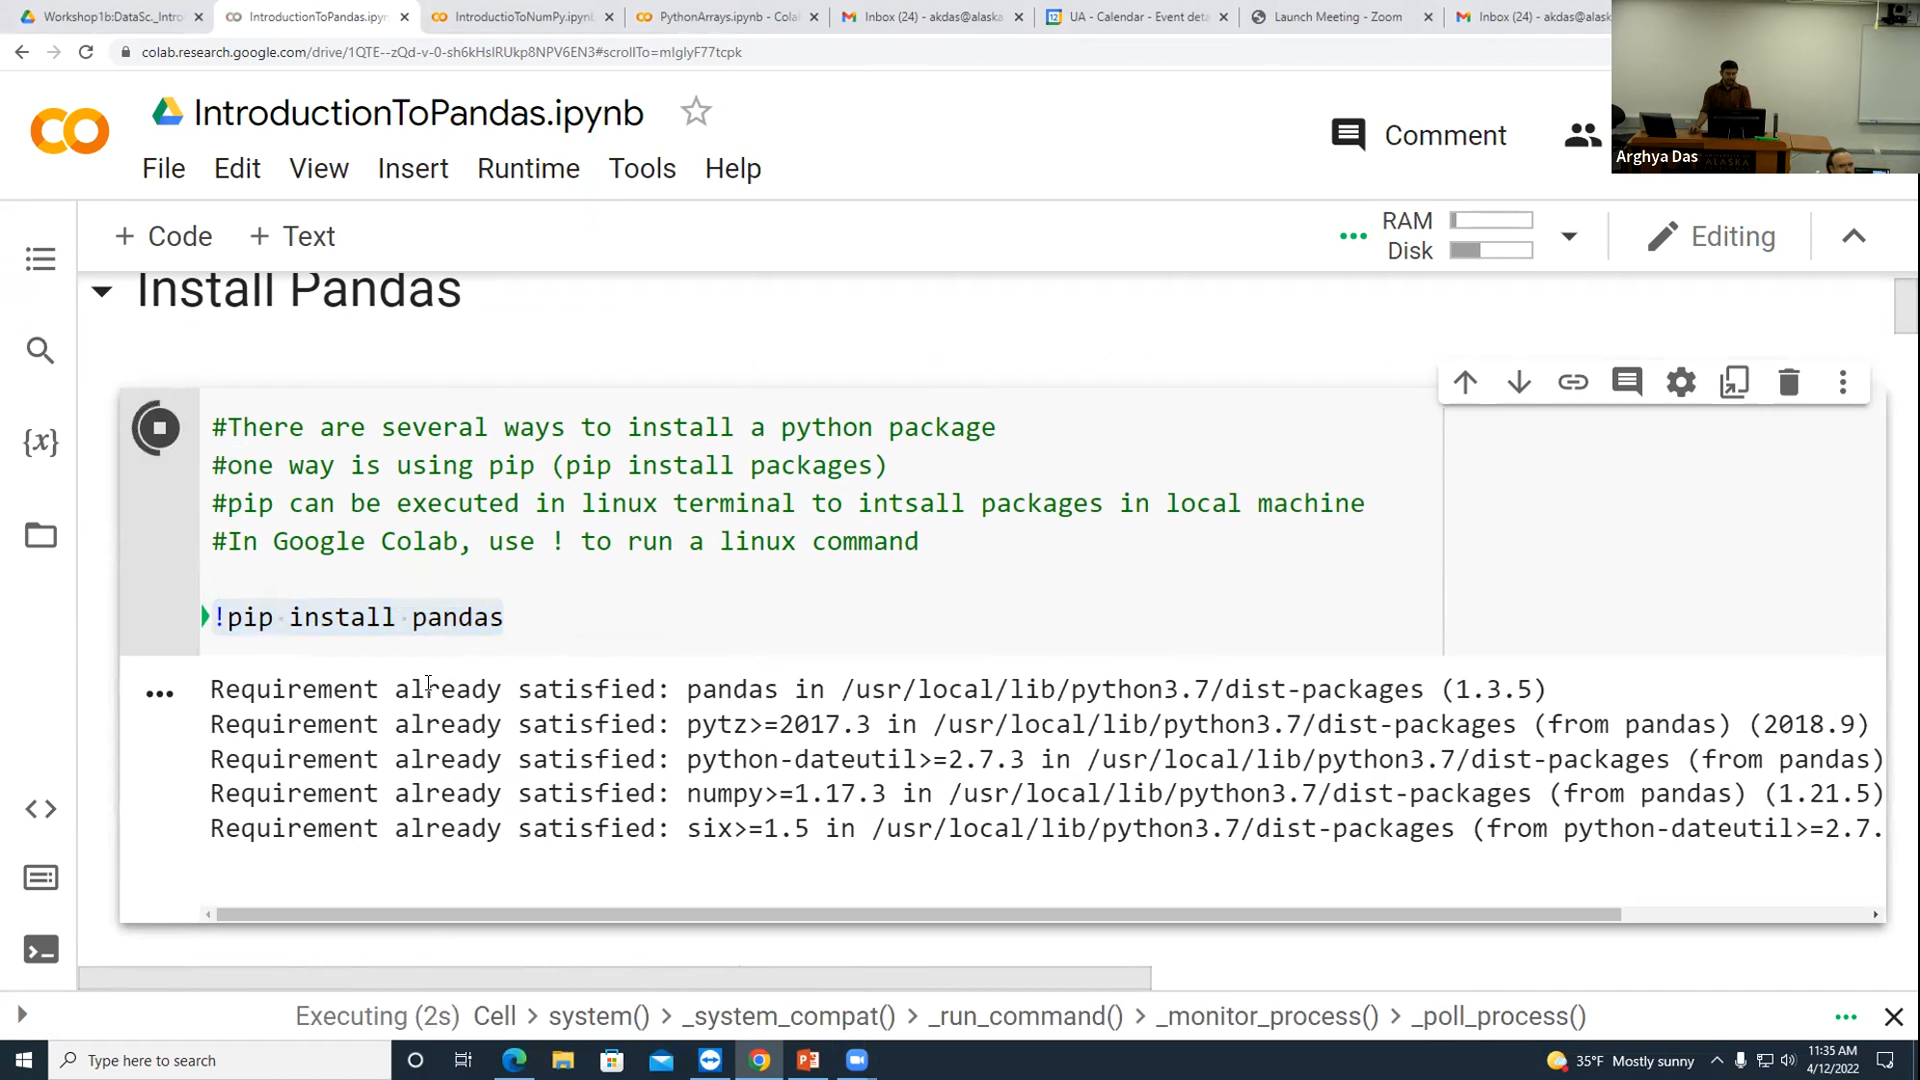 Workshop1b:DataSc._Intro
IntroductionToPandas.ipynb
IntroductioToNumPy.ipynb
PythonArrays.ipynb - Cola
Inbox (24) - akdas@alaska
UA - Calendar - Event deta
Launch Meeting - Zoom
Inbox (24) - akdas@alask
colab.research.google.com/drive/1QTE--zQd-v-0-sh6kHslRUkp8NPV6EN3#scrollTo=mIglyF77tcpk
IntroductionToPandas.ipynb
Comment
File Edit View Insert Runtime Tools Help
Arghya Das
+ Code + Text
RAM
Disk
Editing
Install Pandas
#There are several ways to install a python package
#one way is using pip (pip install packages)
#pip can be executed in linux terminal to intsall packages in local machine
#In Google Colab, use ! to run a linux command
!pip install pandas
Requirement already satisfied: pandas in /usr/local/lib/python3.7/dist-packages (1.3.5)
Requirement already satisfied: pytz>=2017.3 in /usr/local/lib/python3.7/dist-packages (from pandas) (2018.9)
Requirement already satisfied: python-dateutil>=2.7.3 in /usr/local/lib/python3.7/dist-packages (from pandas)
Requirement already satisfied: numpy>=1.17.3 in /usr/local/lib/python3.7/dist-packages (from pandas) (1.21.5)
Requirement already satisfied: six>=1.5 in /usr/local/lib/python3.7/dist-packages (from python-dateutil>=2.7.
Executing (2s) Cell > system() > _system_compat() > _run_command() > _monitor_process() > _poll_process()
Type here to search
35°F Mostly sunny
11:35 AM
4/12/2022